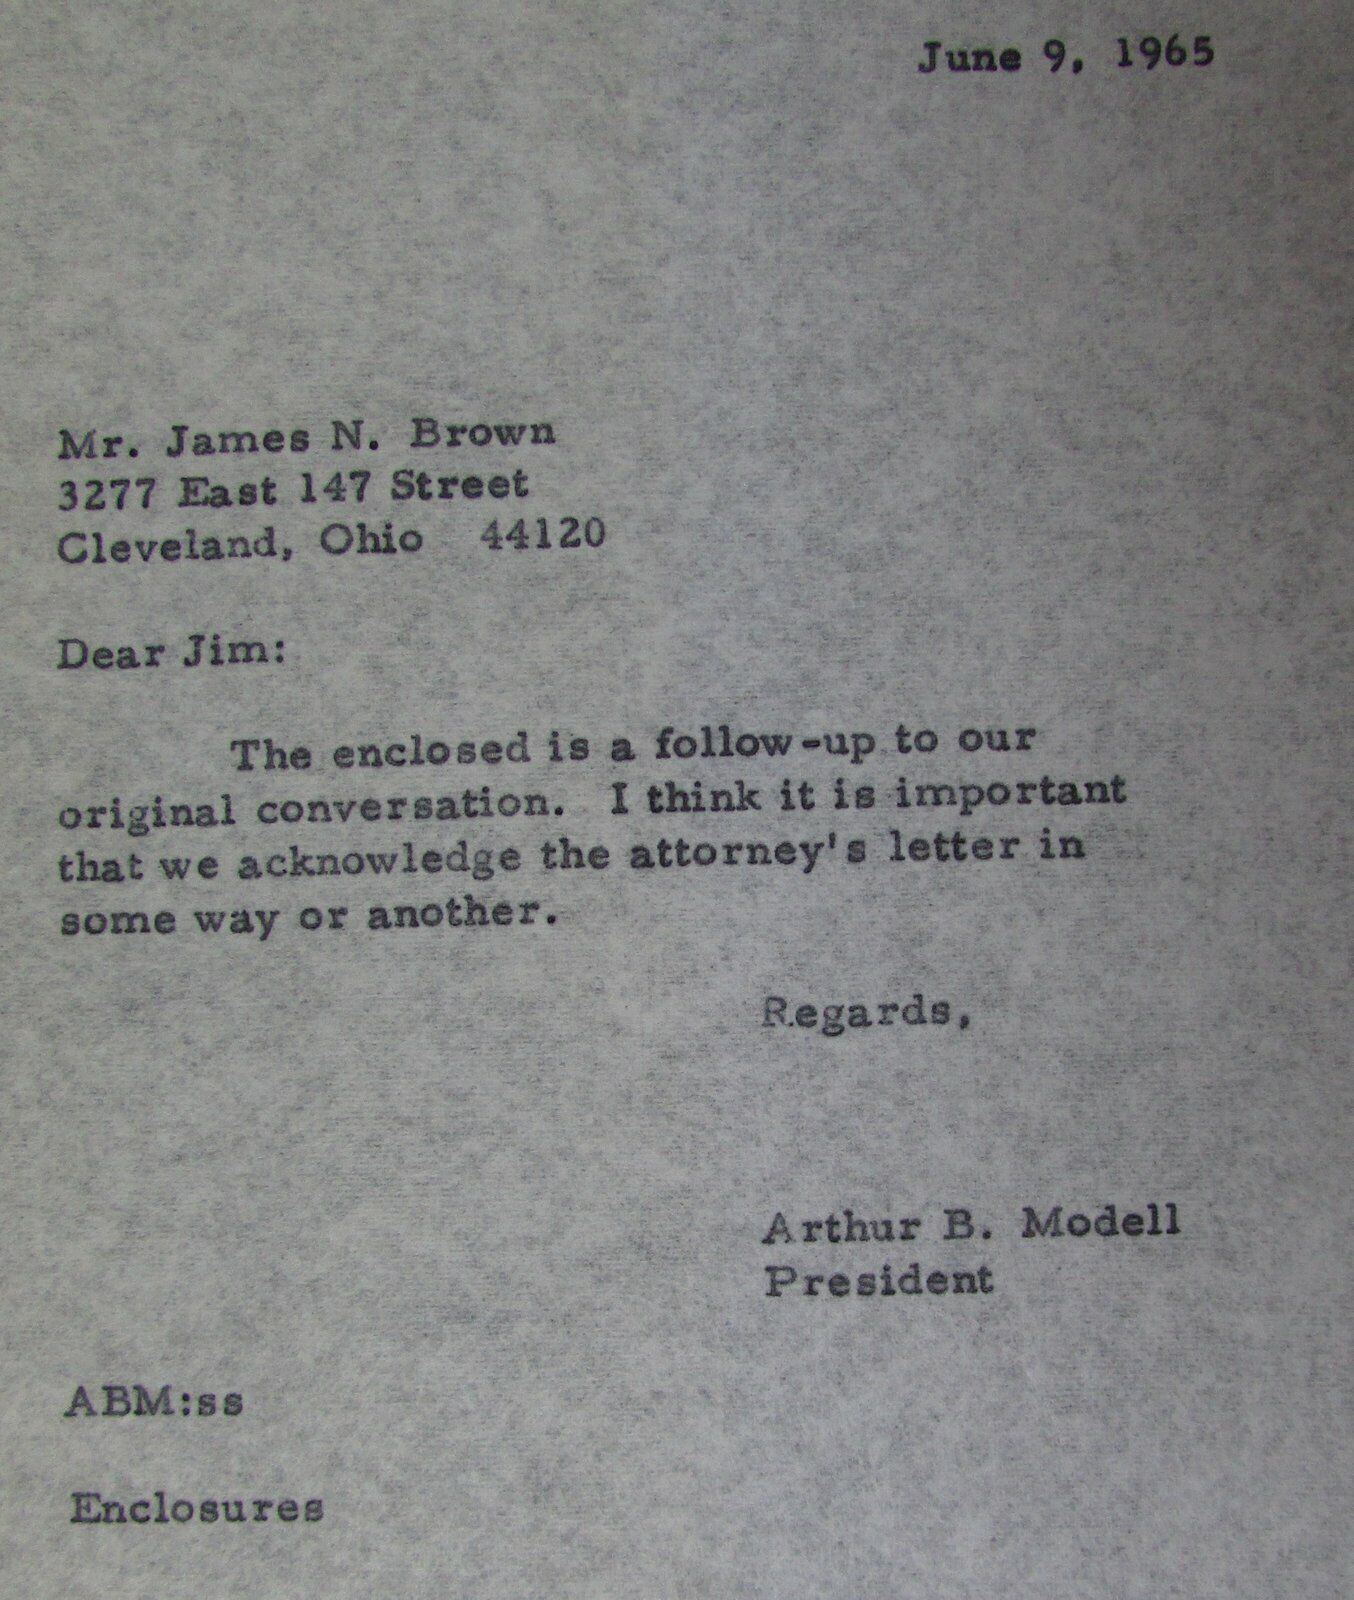 June 9, 1965
Mr. James N. Brown
3277 East 147 Street
Cleveland, Ohio 44120
Dear Jim:
The enclosed is a follow-up to our
original conversation. I think it is important
that we acknowledge the attorney's letter in
some way or another.
Regards,
Arthur B. Modell
President
ABM:ss
Enclosures